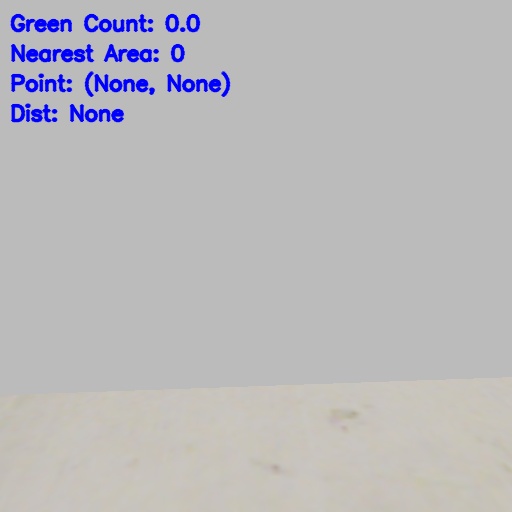 Green Count: 0.0
Nearest Area: 0
Point: (None, None)
Dist: None